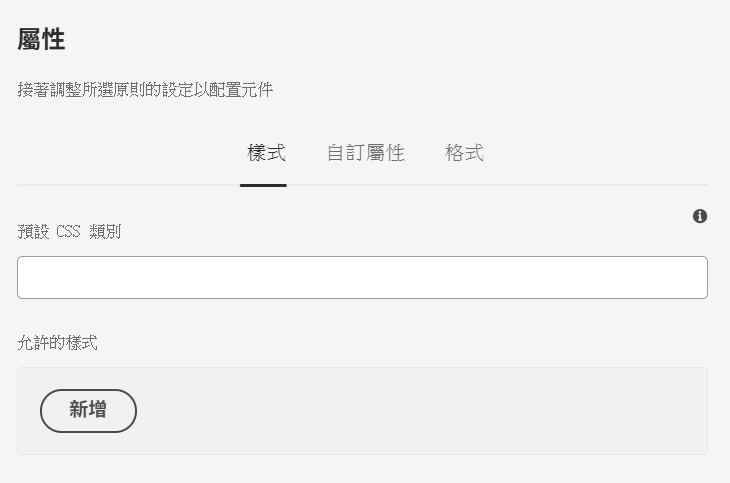 屬性
接著調整所選原則的設定以配置元件
樣式 自訂屬性 格式
預設 CSS 類別
允許的樣式
新增